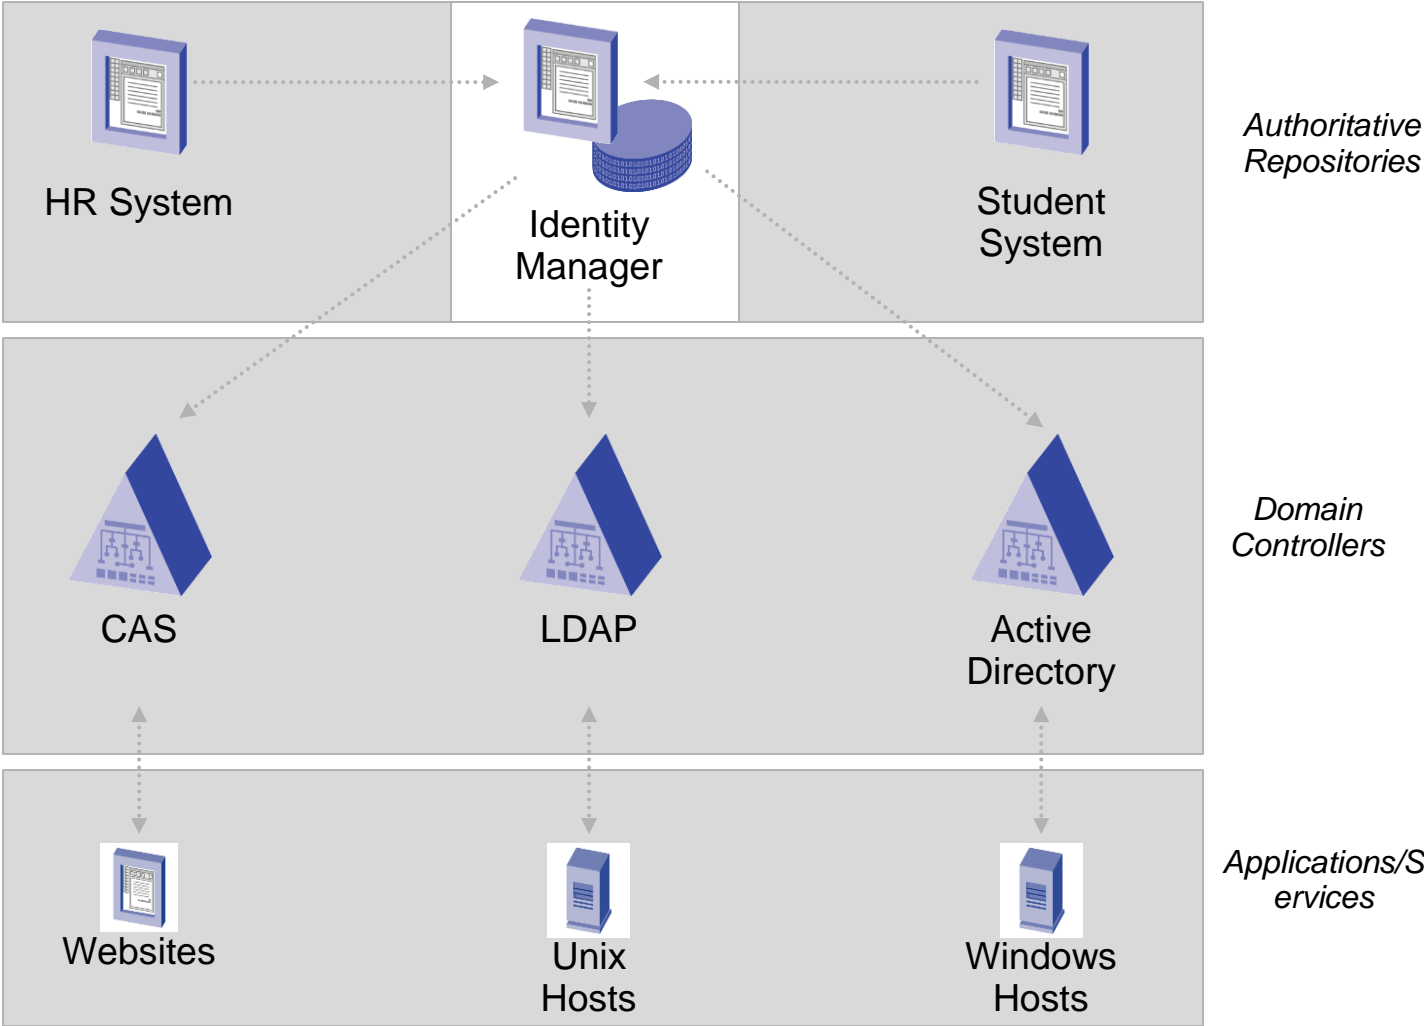 HR System
Identity
Manager
Student
System
Authoritative
Repositories
CAS
LDAP
Active
Directory
Domain
Controllers
Websites
Unix
Hosts
Windows
Hosts
Applications/S
ervices